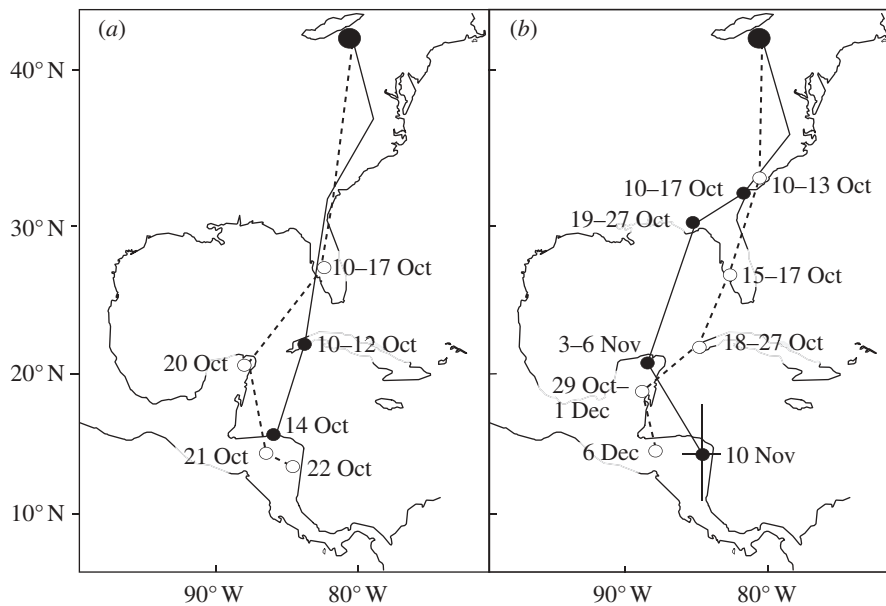 (a)
(b)
40° N
30° N
20° N
10° N
10–17 Oct
10–12 Oct
20 Oct
14 Oct
21 Oct
22 Oct
10–17 Oct
10–13 Oct
19–27 Oct
15–17 Oct
3–6 Nov
18–27 Oct
29 Oct–
1 Dec
6 Dec
10 Nov
90° W
80° W
90° W
80° W